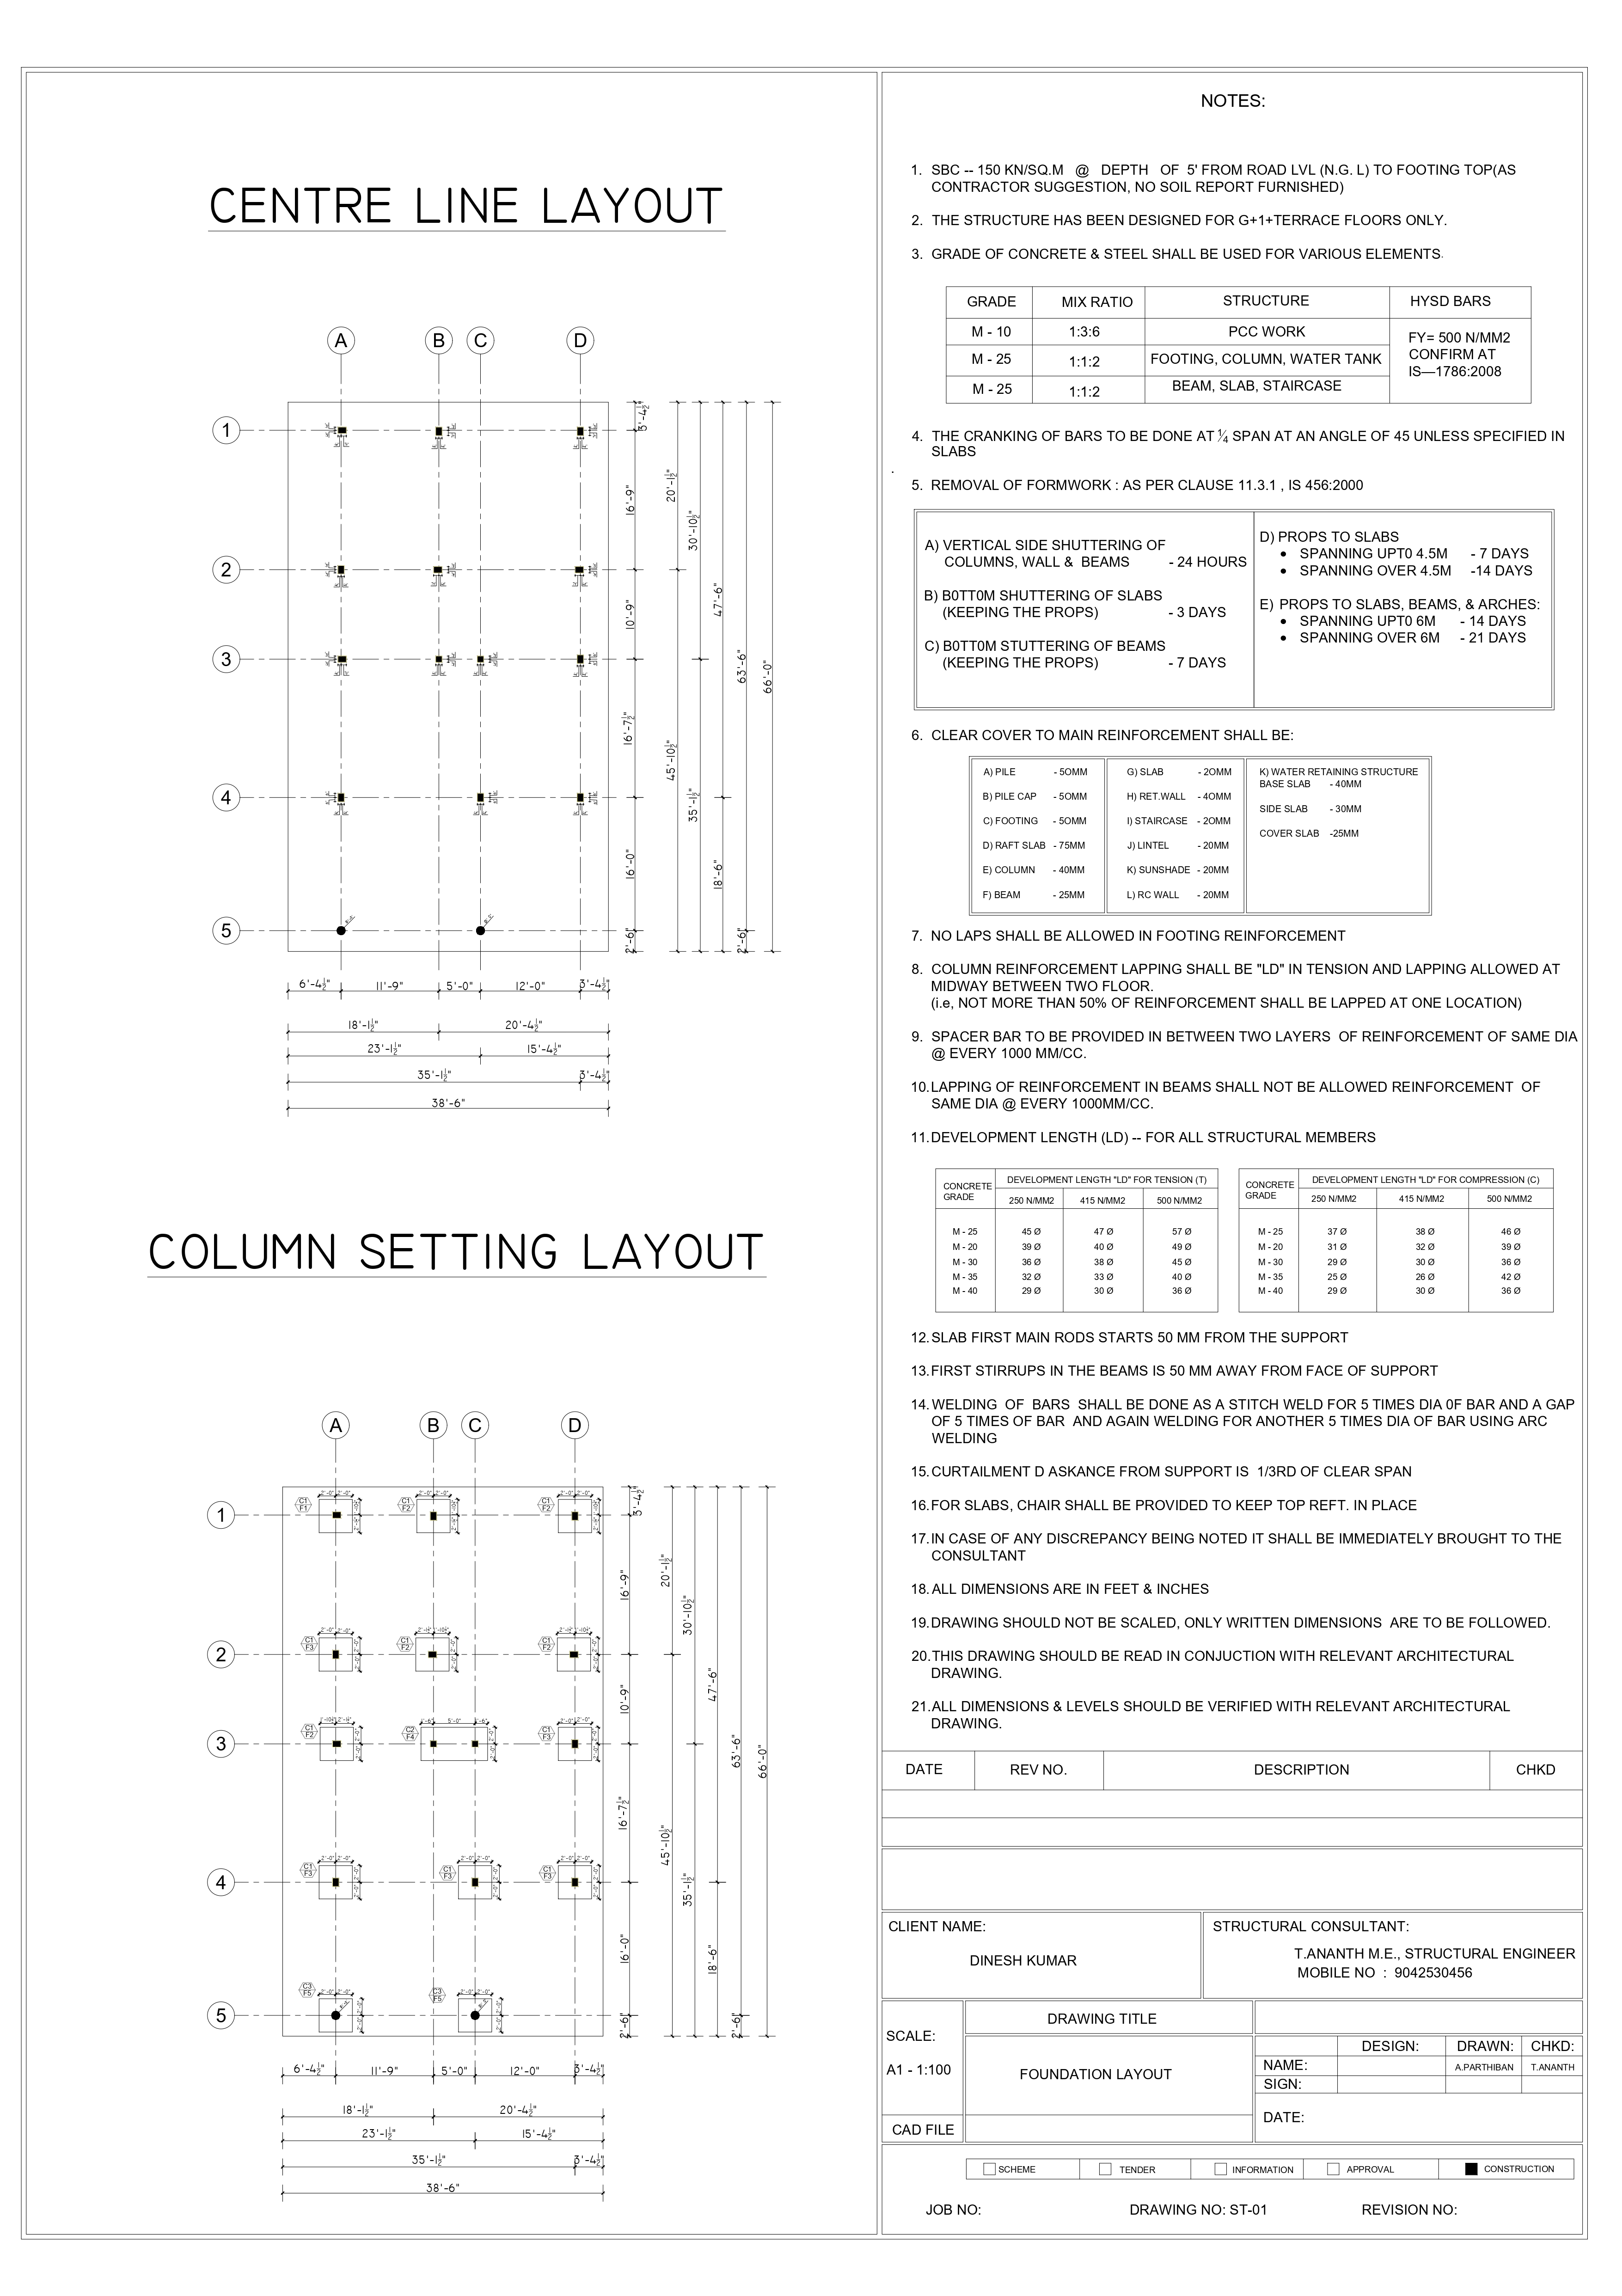 CENTRE LINE LAYOUT
A B C D
1
2
3
4
5
3'-4½"
16'-9"
10'-9"
16'-7½"
16'-0"
2'-6"
20'-1½"
45'-10½"
30'-10½"
35'-1½"
47'-6"
18'-6"
63'-6"
2'-6"
66'-0"
6'-4½" 11'-9" 5'-0" 12'-0" 3'-4½"
18'-1½" 20'-4½"
23'-1½" 15'-4½"
35'-1½" 3'-4½"
38'-6"
COLUMN SETTING LAYOUT
A B C D
1
C1 C1 C1
F1 F2 F2
2
C1 C1 C1
F3 F2 F2
3
C1 C2 C1
F2 F4 F3
4
C1 C1 C1
F3 F3 F3
5
C3 C3
F5 F5
3'-4½"
16'-9"
10'-9"
16'-7½"
16'-0"
2'-6"
20'-1½"
45'-10½"
30'-10½"
35'-1½"
47'-6"
18'-6"
63'-6"
2'-6"
66'-0"
6'-4½" 11'-9" 5'-0" 12'-0" 3'-4½"
18'-1½" 20'-4½"
23'-1½" 15'-4½"
35'-1½" 3'-4½"
38'-6"
NOTES:
1. SBC -- 150 KN/SQ.M @ DEPTH OF 5' FROM ROAD LVL (N.G. L) TO FOOTING TOP(AS
CONTRACTOR SUGGESTION, NO SOIL REPORT FURNISHED)
2. THE STRUCTURE HAS BEEN DESIGNED FOR G+1+TERRACE FLOORS ONLY.
3. GRADE OF CONCRETE & STEEL SHALL BE USED FOR VARIOUS ELEMENTS.
GRADE MIX RATIO STRUCTURE HYSD BARS
M - 10 1:3:6 PCC WORK
M - 25 1:1:2 FOOTING, COLUMN, WATER TANK
M - 25 1:1:2 BEAM, SLAB, STAIRCASE
FY= 500 N/MM2
CONFIRM AT
IS—1786:2008
4. THE CRANKING OF BARS TO BE DONE AT ¼ SPAN AT AN ANGLE OF 45 UNLESS SPECIFIED IN
SLABS
5. REMOVAL OF FORMWORK : AS PER CLAUSE 11.3.1 , IS 456:2000
A) VERTICAL SIDE SHUTTERING OF
COLUMNS, WALL & BEAMS - 24 HOURS
B) B0TT0M SHUTTERING OF SLABS
(KEEPING THE PROPS) - 3 DAYS
C) B0TT0M STUTTERING OF BEAMS
(KEEPING THE PROPS) - 7 DAYS
D) PROPS TO SLABS
• SPANNING UPT0 4.5M - 7 DAYS
• SPANNING OVER 4.5M -14 DAYS
E) PROPS TO SLABS, BEAMS, & ARCHES:
• SPANNING UPT0 6M - 14 DAYS
• SPANNING OVER 6M - 21 DAYS
6. CLEAR COVER TO MAIN REINFORCEMENT SHALL BE:
A) PILE - 5OMM
B) PILE CAP - 5OMM
C) FOOTING - 5OMM
D) RAFT SLAB - 75MM
E) COLUMN - 40MM
F) BEAM - 25MM
G) SLAB - 2OMM
H) RET.WALL - 4OMM
I) STAIRCASE - 2OMM
J) LINTEL - 20MM
K) SUNSHADE - 20MM
L) RC WALL - 20MM
K) WATER RETAINING STRUCTURE
BASE SLAB - 40MM
SIDE SLAB - 30MM
COVER SLAB -25MM
7. NO LAPS SHALL BE ALLOWED IN FOOTING REINFORCEMENT
8. COLUMN REINFORCEMENT LAPPING SHALL BE "LD" IN TENSION AND LAPPING ALLOWED AT
MIDWAY BETWEEN TWO FLOOR.
(i.e, NOT MORE THAN 50% OF REINFORCEMENT SHALL BE LAPPED AT ONE LOCATION)
9. SPACER BAR TO BE PROVIDED IN BETWEEN TWO LAYERS OF REINFORCEMENT OF SAME DIA
@ EVERY 1000 MM/CC.
10. LAPPING OF REINFORCEMENT IN BEAMS SHALL NOT BE ALLOWED REINFORCEMENT OF
SAME DIA @ EVERY 1000MM/CC.
11. DEVELOPMENT LENGTH (LD) -- FOR ALL STRUCTURAL MEMBERS
CONCRETE GRADE DEVELOPMENT LENGTH "LD" FOR TENSION (T)
250 N/MM2 415 N/MM2 500 N/MM2
M - 25 45 Ø 47 Ø 57 Ø
M - 20 39 Ø 40 Ø 49 Ø
M - 30 36 Ø 38 Ø 45 Ø
M - 35 32 Ø 33 Ø 40 Ø
M - 40 29 Ø 30 Ø 36 Ø
CONCRETE GRADE DEVELOPMENT LENGTH "LD" FOR COMPRESSION (C)
250 N/MM2 415 N/MM2 500 N/MM2
M - 25 37 Ø 38 Ø 46 Ø
M - 20 31 Ø 32 Ø 39 Ø
M - 30 29 Ø 30 Ø 36 Ø
M - 35 25 Ø 26 Ø 42 Ø
M - 40 29 Ø 30 Ø 36 Ø
12. SLAB FIRST MAIN RODS STARTS 50 MM FROM THE SUPPORT
13. FIRST STIRRUPS IN THE BEAMS IS 50 MM AWAY FROM FACE OF SUPPORT
14. WELDING OF BARS SHALL BE DONE AS A STITCH WELD FOR 5 TIMES DIA 0F BAR AND A GAP
OF 5 TIMES OF BAR AND AGAIN WELDING FOR ANOTHER 5 TIMES DIA OF BAR USING ARC
WELDING
15. CURTAILMENT D ASKANCE FROM SUPPORT IS 1/3RD OF CLEAR SPAN
16. FOR SLABS, CHAIR SHALL BE PROVIDED TO KEEP TOP REFT. IN PLACE
17. IN CASE OF ANY DISCREPANCY BEING NOTED IT SHALL BE IMMEDIATELY BROUGHT TO THE
CONSULTANT
18. ALL DIMENSIONS ARE IN FEET & INCHES
19. DRAWING SHOULD NOT BE SCALED, ONLY WRITTEN DIMENSIONS ARE TO BE FOLLOWED.
20. THIS DRAWING SHOULD BE READ IN CONJUCTION WITH RELEVANT ARCHITECTURAL
DRAWING.
21. ALL DIMENSIONS & LEVELS SHOULD BE VERIFIED WITH RELEVANT ARCHITECTURAL
DRAWING.
DATE REV NO. DESCRIPTION CHKD
CLIENT NAME:
DINESH KUMAR
STRUCTURAL CONSULTANT:
T.ANANTH M.E., STRUCTURAL ENGINEER
MOBILE NO : 9042530456
SCALE:
A1 - 1:100
DRAWING TITLE
FOUNDATION LAYOUT
CAD FILE
DESIGN: DRAWN: CHKD:
NAME: A.PARTHIBAN T.ANANTH
SIGN:
DATE:
SCHEME TENDER INFORMATION APPROVAL CONSTRUCTION
JOB NO: DRAWING NO: ST-01 REVISION NO: